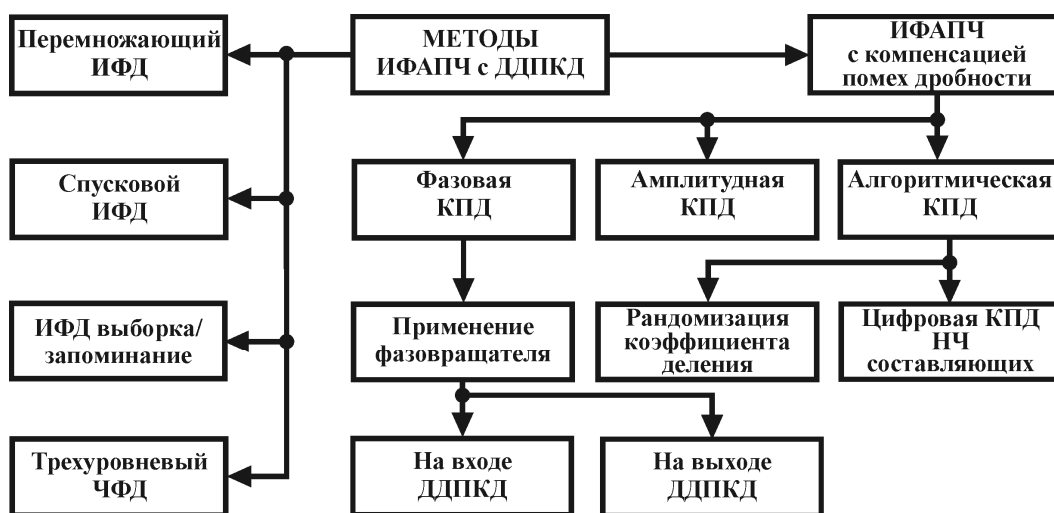 Перемножающий
ИФД
МЕТОДЫ
ИФАПЧ с ДДПКД
ИФАПЧ
с компенсацией
помех дробности
Спусковой
ИФД
Фазовая
КПД
Амплитудная
КПД
Алгоритмическая
КПД
ИФД выборка/
запоминание
Применение
фазовращателя
Рандомизация
коэффициента
деления
Цифровая КПД
НЧ
составляющих
Трехуровневый
ЧФД
На входе
ДДПКД
На выходе
ДДПКД